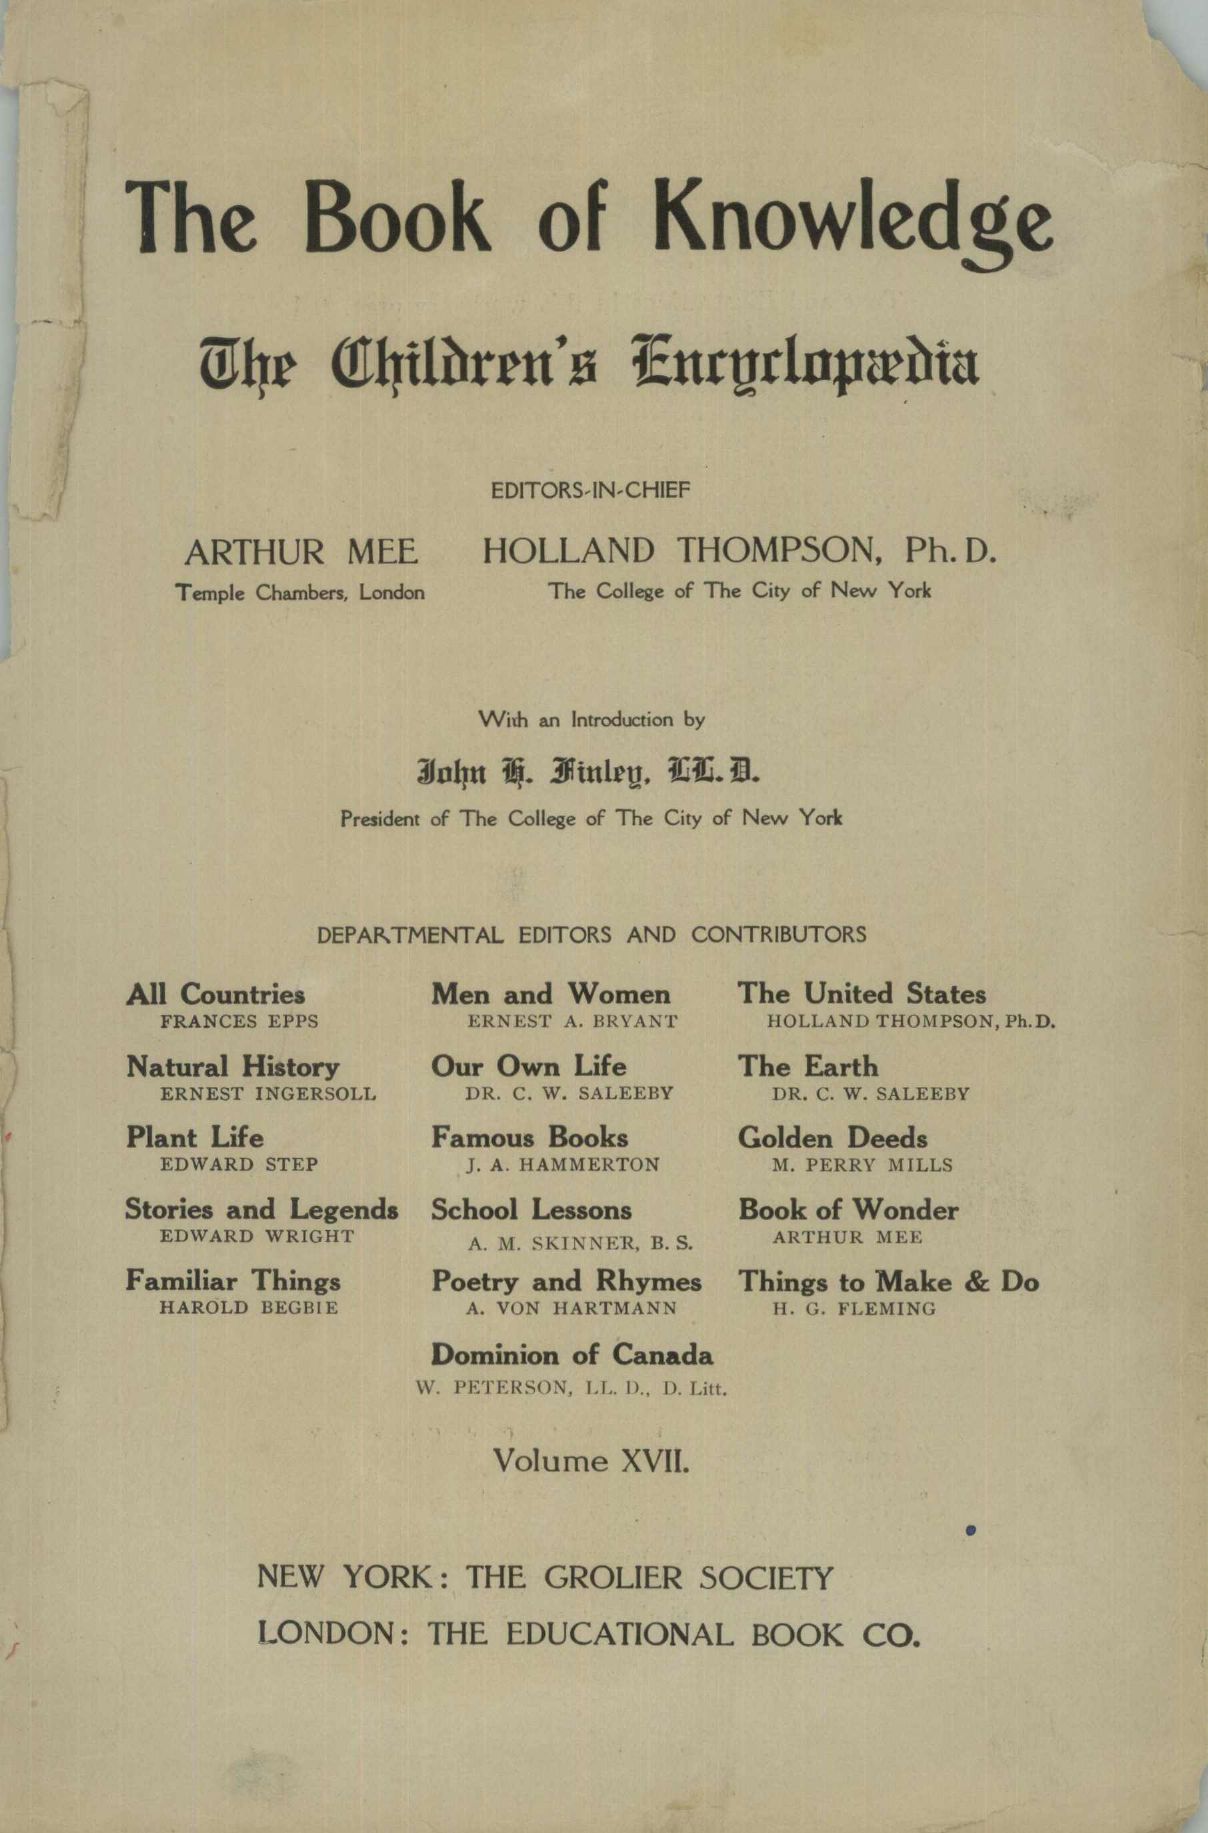 The Book of Knowledge
The Children's Encyclopædia
EDITORS-IN-CHIEF
ARTHUR MEE HOLLAND THOMPSON, Ph. D.
Temple Chambers, London The College of The City of New York
With an Introduction by
John H. Finley, LL. D.
President of The College of The City of New York
DEPARTMENTAL EDITORS AND CONTRIBUTORS
All Countries Men and Women The United States
FRANCES EPPS ERNEST A. BRYANT HOLLAND THOMPSON, Ph. D.
Natural History Our Own Life The Earth
ERNEST INGERSOLL DR. C. W. SALEEBY DR. C. W. SALEEBY
Plant Life Famous Books Golden Deeds
EDWARD STEP J. A. HAMMERTON M. PERRY MILLS
Stories and Legends School Lessons Book of Wonder
EDWARD WRIGHT A. M. SKINNER, B. S. ARTHUR MEE
Familiar Things Poetry and Rhymes Things to Make & Do
HAROLD BEGBIE A. VON HARTMANN H. G. FLEMING
Dominion of Canada
W. PETERSON, LL. D., D. Litt.
Volume XVII.
NEW YORK: THE GROLIER SOCIETY
LONDON: THE EDUCATIONAL BOOK CO.